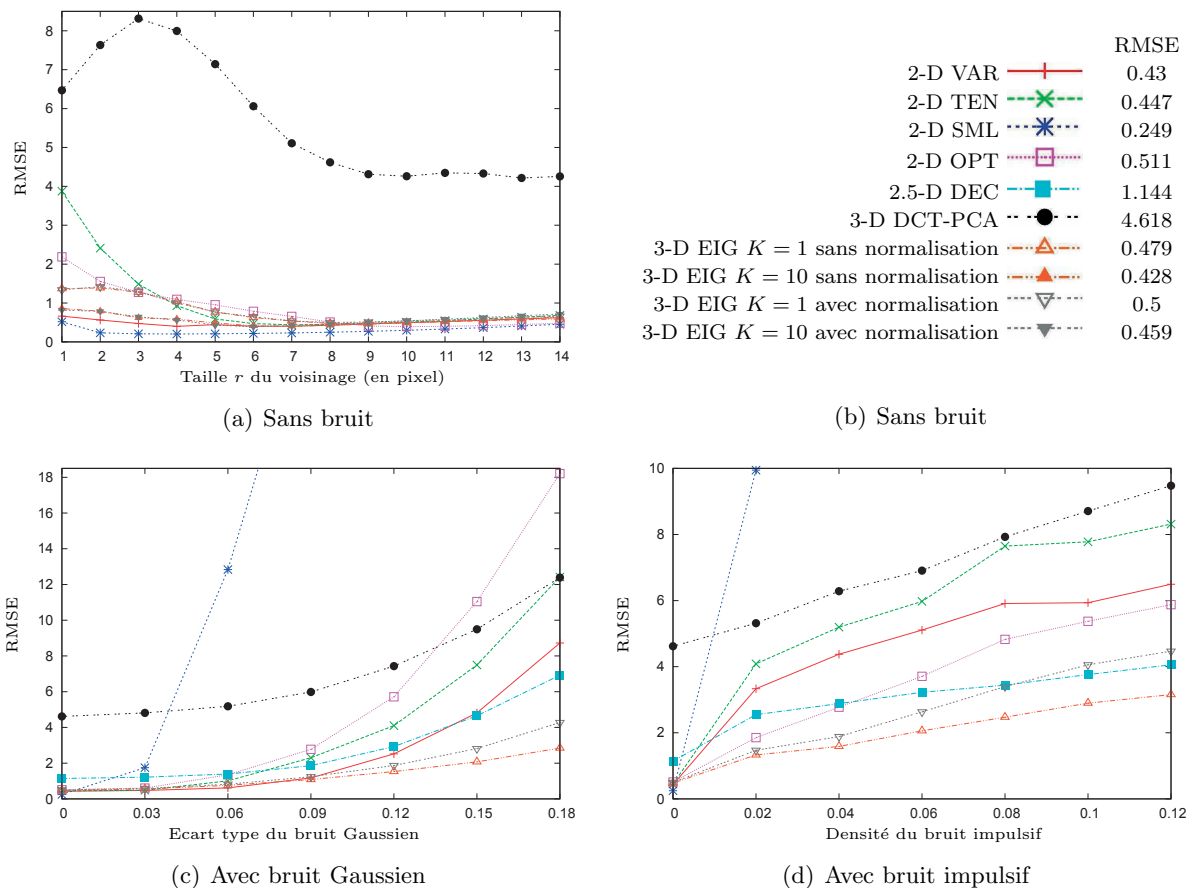 8
7
6
5
4
3
2
1
0
RMSE
1 2 3 4 5 6 7 8 9 10 11 12 13 14
Taille r du voisinage (en pixel)
(a) Sans bruit
RMSE
2-D VAR 0.43
2-D TEN 0.447
2-D SML 0.249
2-D OPT 0.511
2.5-D DEC 1.144
3-D DCT-PCA 4.618
3-D EIG K = 1 sans normalisation 0.479
3-D EIG K = 10 sans normalisation 0.428
3-D EIG K = 1 avec normalisation 0.5
3-D EIG K = 10 avec normalisation 0.459
(b) Sans bruit
18
16
14
12
10
8
6
4
2
0
RMSE
0 0.03 0.06 0.09 0.12 0.15 0.18
Ecart type du bruit Gaussien
(c) Avec bruit Gaussien
10
8
6
4
2
0
RMSE
0 0.02 0.04 0.06 0.08 0.1 0.12
Densité du bruit impulsif
(d) Avec bruit impulsif